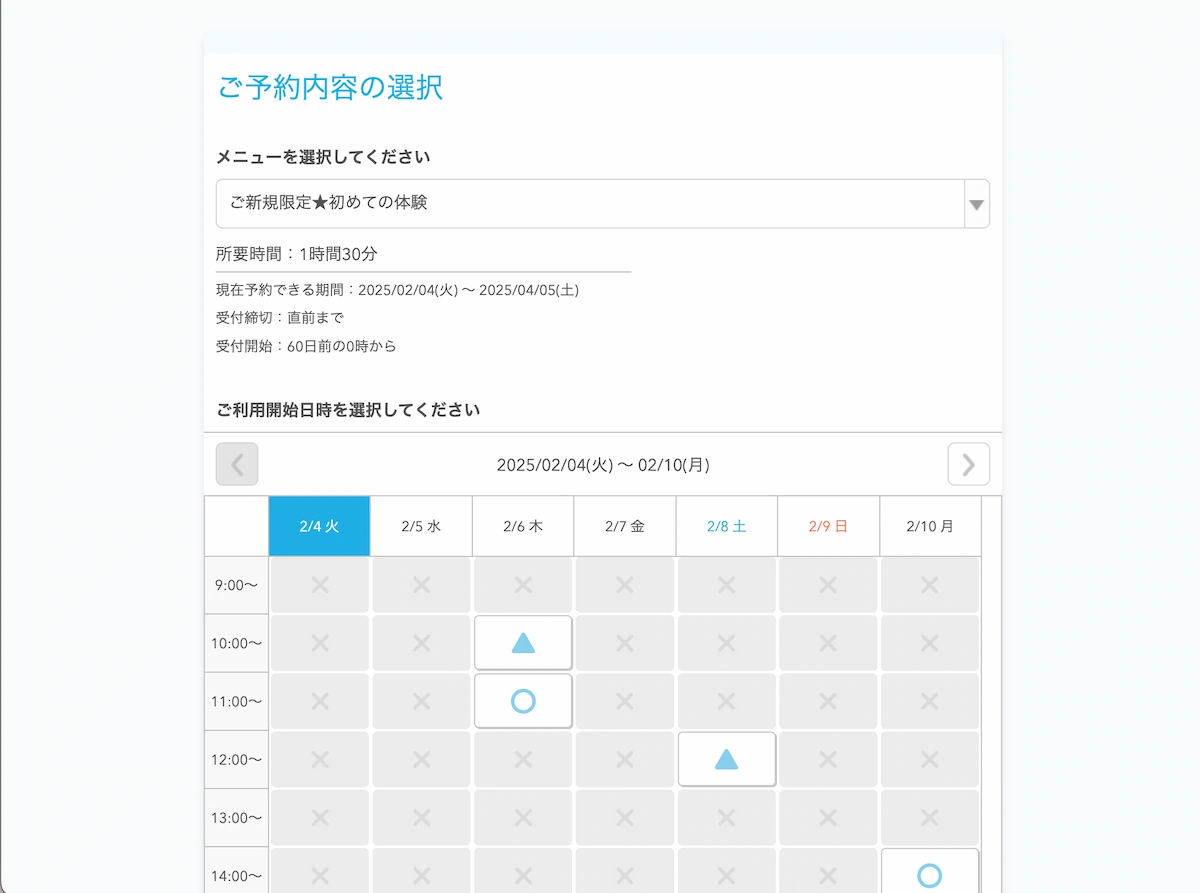 ご予約内容の選択
メニューを選択してください
ご新規限定★初めての体験
所要時間：1時間30分
現在予約できる期間：2025/02/04(火) 〜 2025/04/05(土)
受付締切：直前まで
受付開始：60日前の0時から
ご利用開始日時を選択してください
2025/02/04(火) 〜 02/10(月)
2/4 火 2/5 水 2/6 木 2/7 金 2/8 土 2/9 日 2/10 月
9:00〜
10:00〜
11:00〜
12:00〜
13:00〜
14:00〜